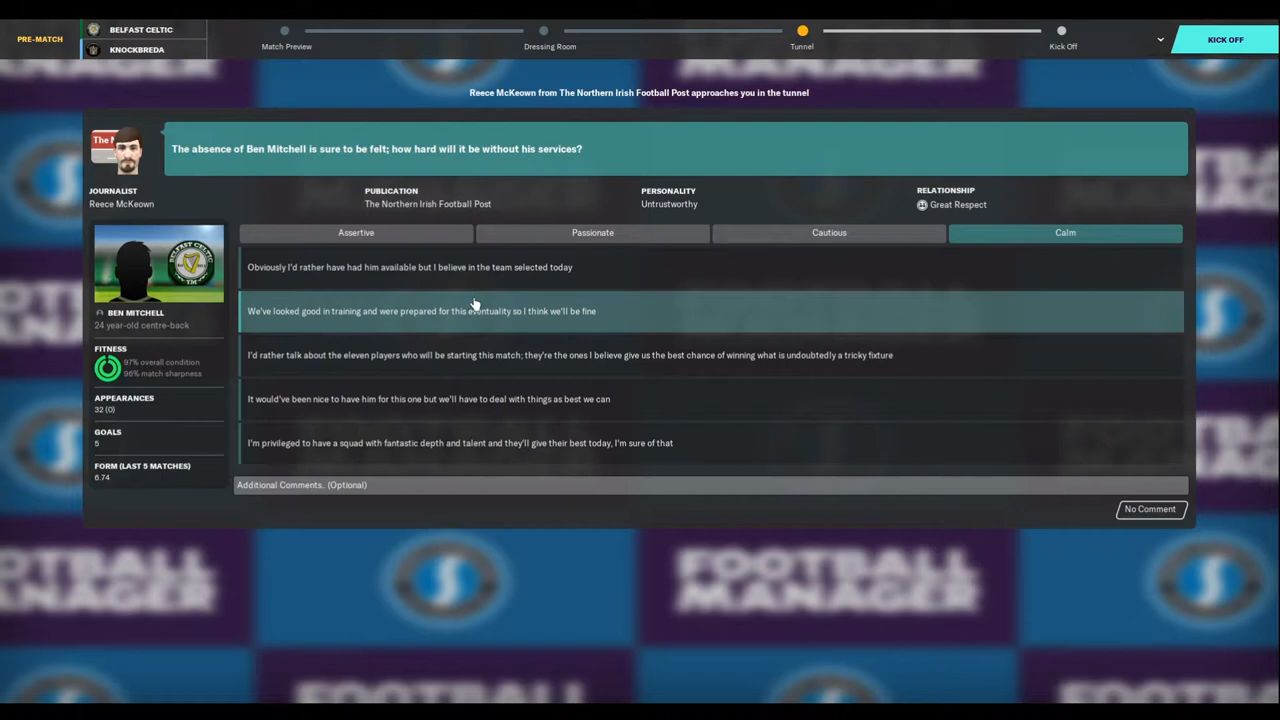 PRE-MATCH
BELFAST CELTIC
KNOCKBREDA
Match Preview
Dressing Room
Tunnel
Kick Off
KICK OFF
Reece McKeown from The Northern Irish Football Post approaches you in the tunnel
The absence of Ben Mitchell is sure to be felt; how hard will it be without his services?
JOURNALIST
Reece McKeown
PUBLICATION
The Northern Irish Football Post
PERSONALITY
Untrustworthy
RELATIONSHIP
Great Respect
Assertive
Passionate
Cautious
Calm
Obviously I'd rather have had him available but I believe in the team selected today
We've looked good in training and were prepared for this eventuality so I think we'll be fine
I'd rather talk about the eleven players who will be starting this match; they're the ones I believe give us the best chance of winning what is undoubtedly a tricky fixture
It would've been nice to have him for this one but we'll have to deal with things as best we can
I'm privileged to have a squad with fantastic depth and talent and they'll give their best today, I'm sure of that
Additional Comments.. (Optional)
No Comment
BELFAST CELTIC
TM
BEN MITCHELL
24 year-old centre-back
FITNESS
97% overall condition
96% match sharpness
APPEARANCES
32 (0)
GOALS
5
FORM (LAST 5 MATCHES)
6.74
FOOTBALL
MANAGER
FOOTBALL
MANAGER